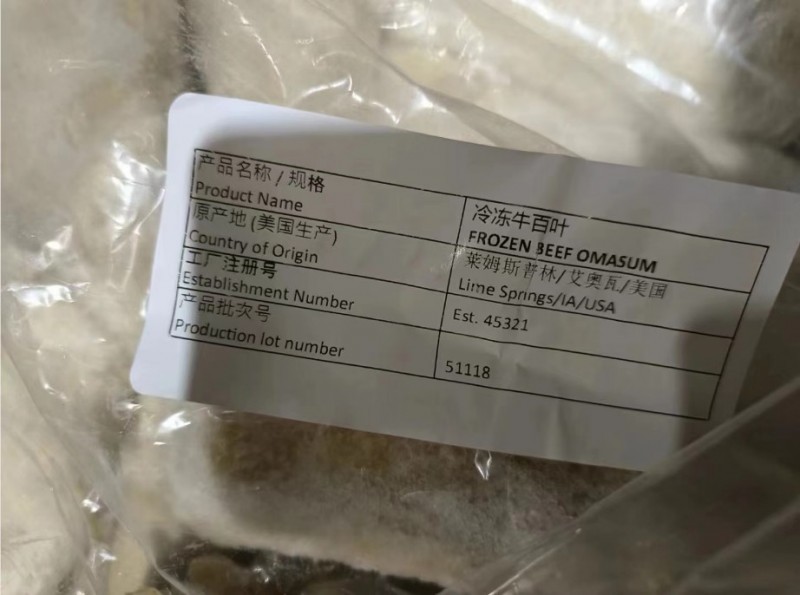 产品名称 / 规格
Product Name
冷冻牛百叶
FROZEN BEEF OMASUM
原产地 (美国生产)
Country of Origin
莱姆斯普林/艾奥瓦/美国
Lime Springs/IA/USA
工厂注册号
Establishment Number
Est. 45321
产品批次号
Production lot number
51118